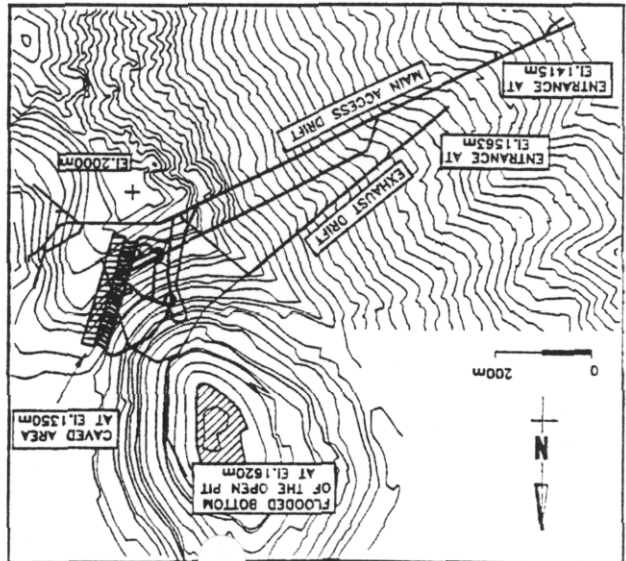 FLOODED BOTTOM
OF THE OPEN PIT
AT El.1620m
N
CAVED AREA
AT El.1350m
0
200m
EXHAUST DRIFT
ENTRANCE AT
El.1563m
El.2000m
MAIN ACCESS DRIFT
ENTRANCE AT
El.1415m